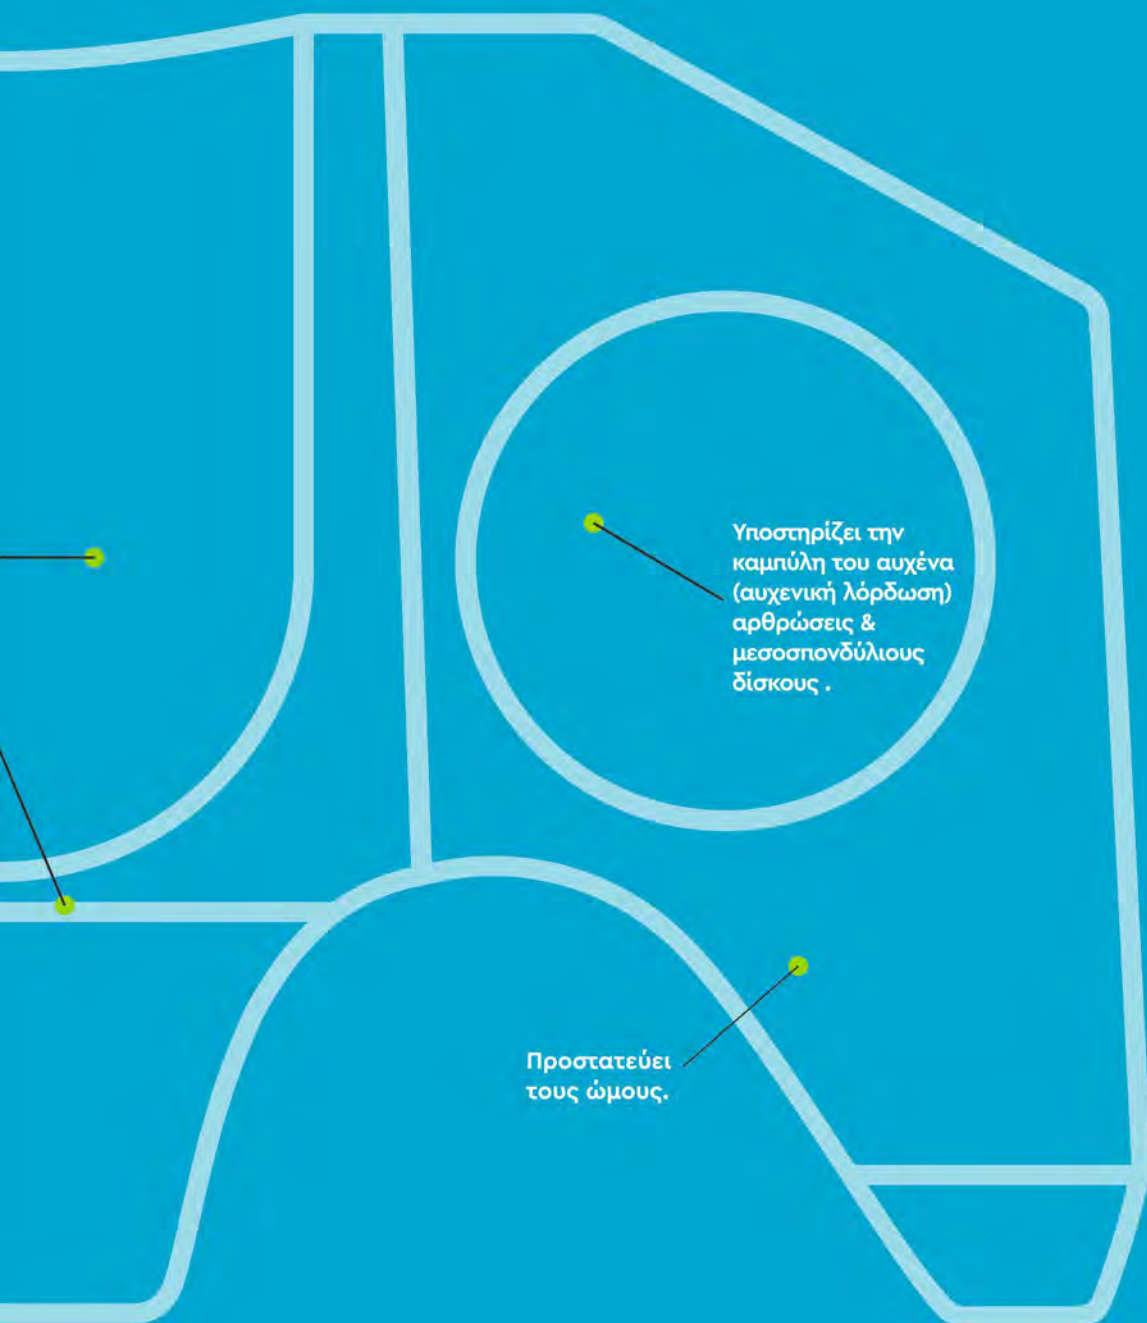 Υποστηρίζει την
καμπύλη του αυχένα
(αυχενική λόρδωση)
αρθρώσεις &
μεσοσπονδύλιους
δίσκους .
Προστατεύει
τους ώμους.